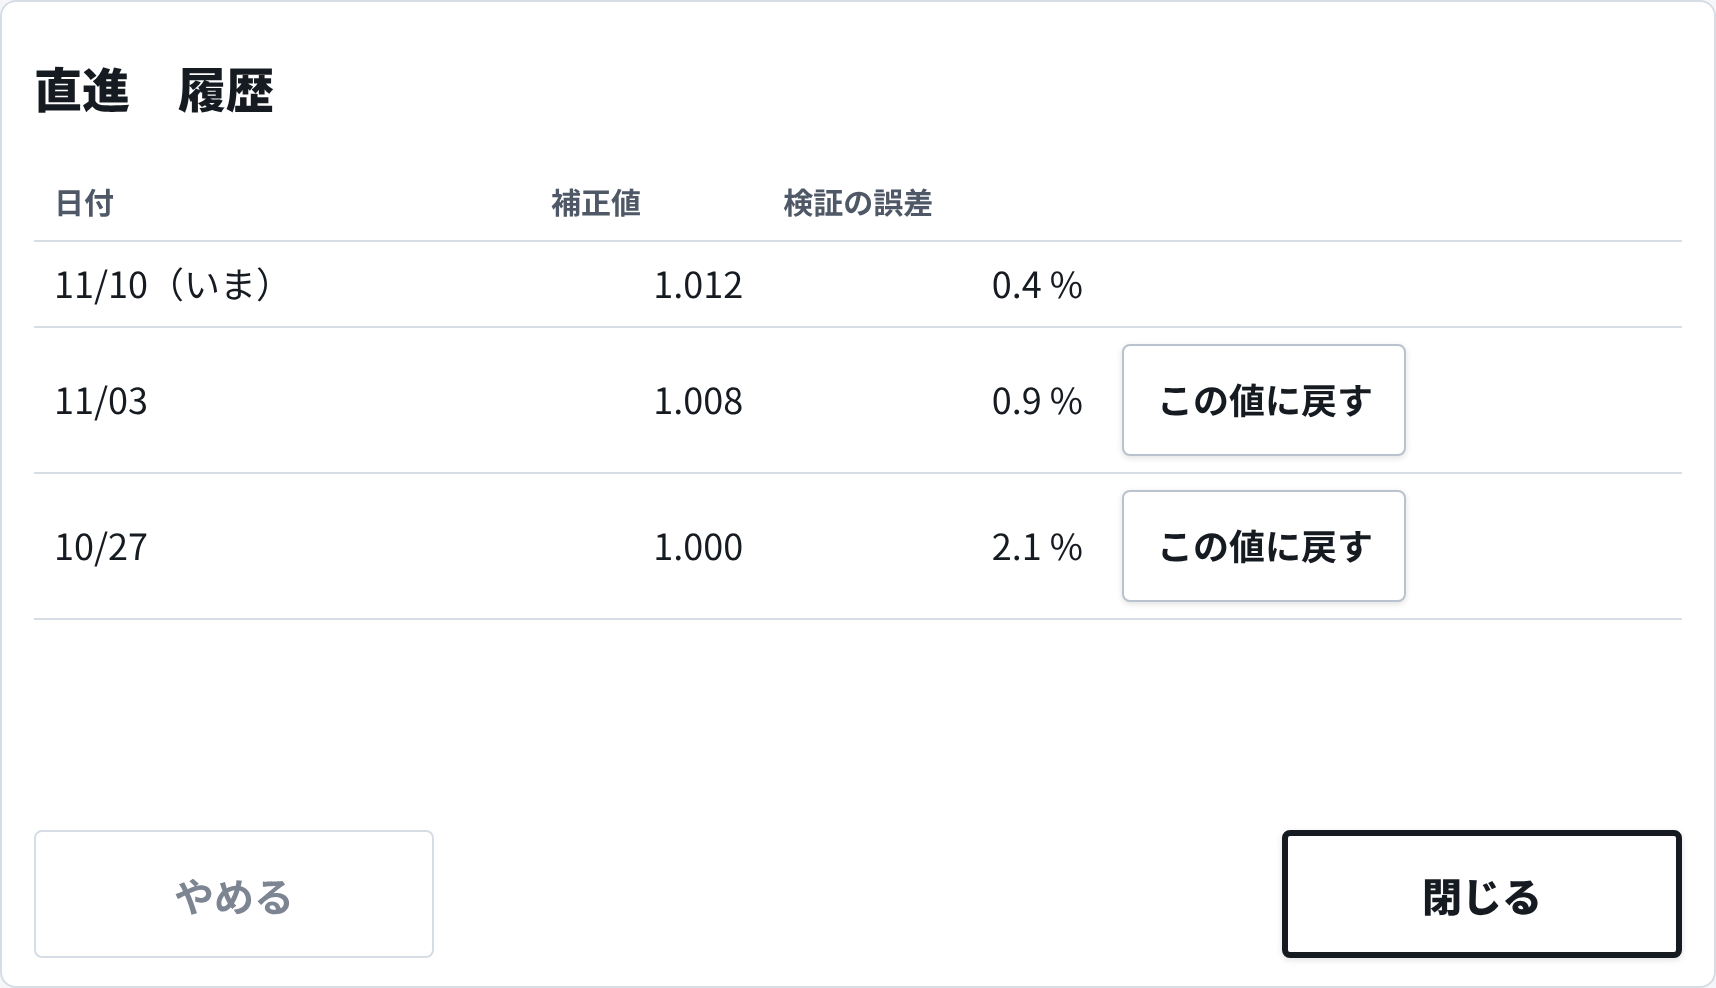 直進　履歴
日付 補正値 検証の誤差
11/10（いま） 1.012 0.4 %
11/03 1.008 0.9 % この値に戻す
10/27 1.000 2.1 % この値に戻す
やめる 閉じる